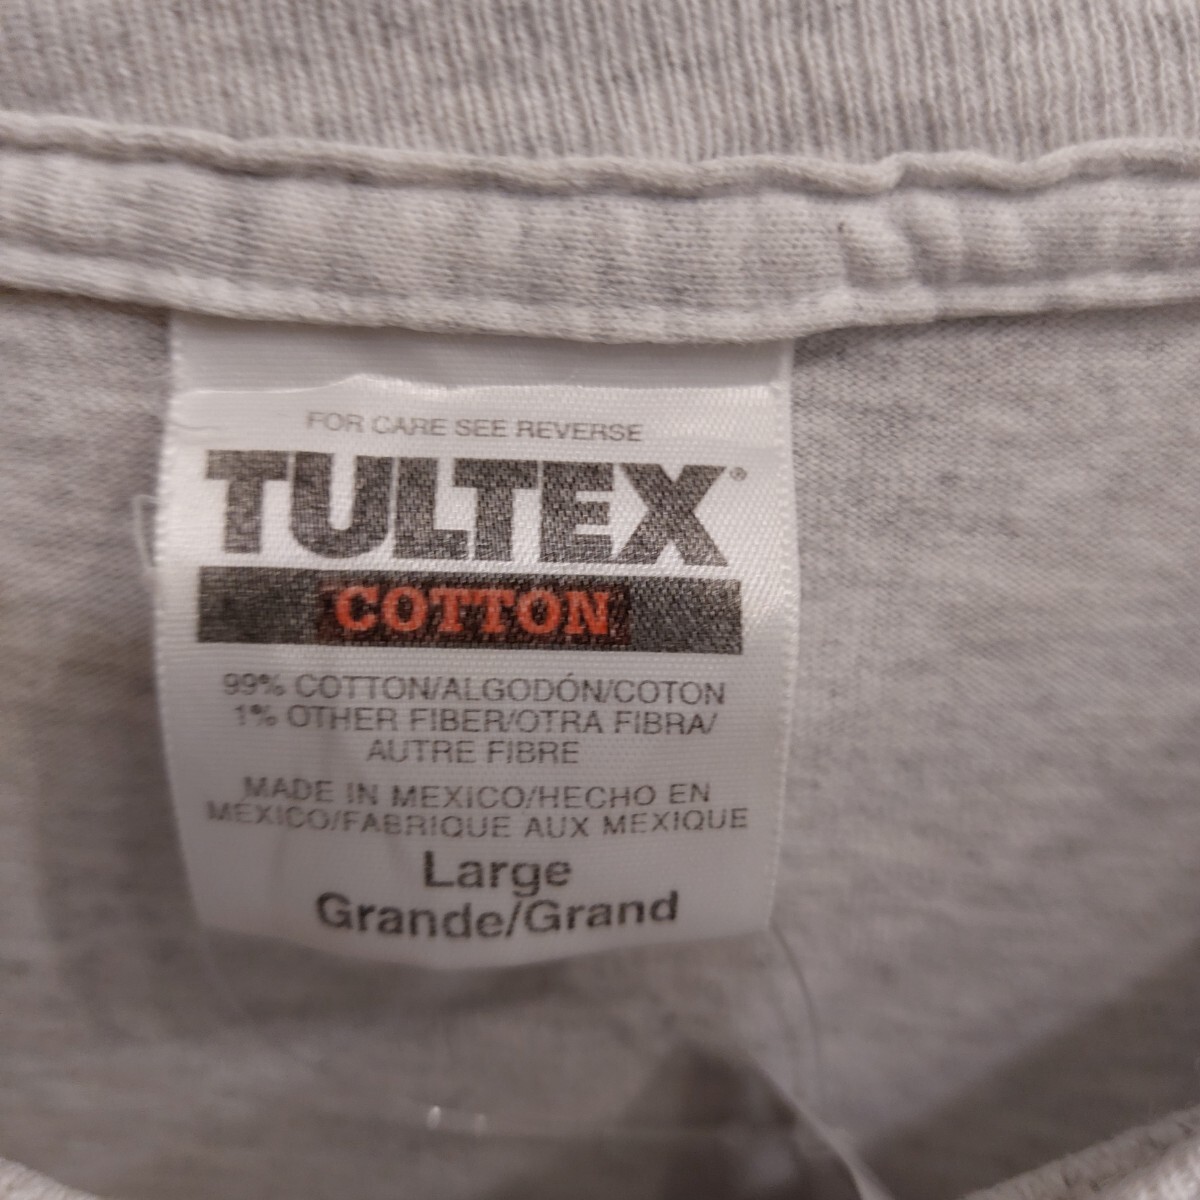 FOR CARE SEE REVERSE
TULTEX®
COTTON
99% COTTON/ALGODÓN/COTON
1% OTHER FIBER/OTRA FIBRA/
AUTRE FIBRE
MADE IN MEXICO/HECHO EN
MEXICO/FABRIQUE AUX MEXIQUE
Large
Grande/Grand